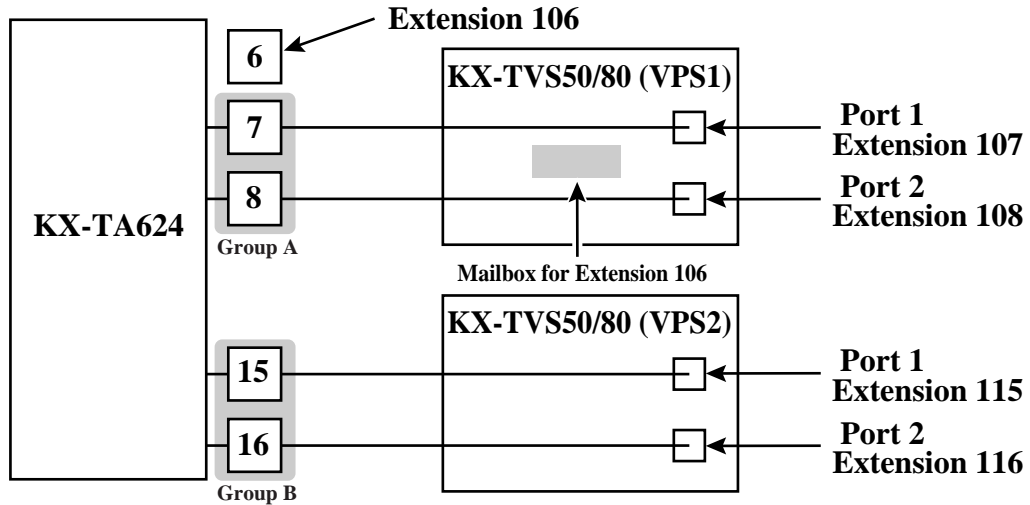 Extension 106
6
KX-TVS50/80 (VPS1)
7
Port 1
Extension 107
8
Port 2
Extension 108
KX-TA624
Group A
Mailbox for Extension 106
KX-TVS50/80 (VPS2)
15
Port 1
Extension 115
16
Port 2
Extension 116
Group B